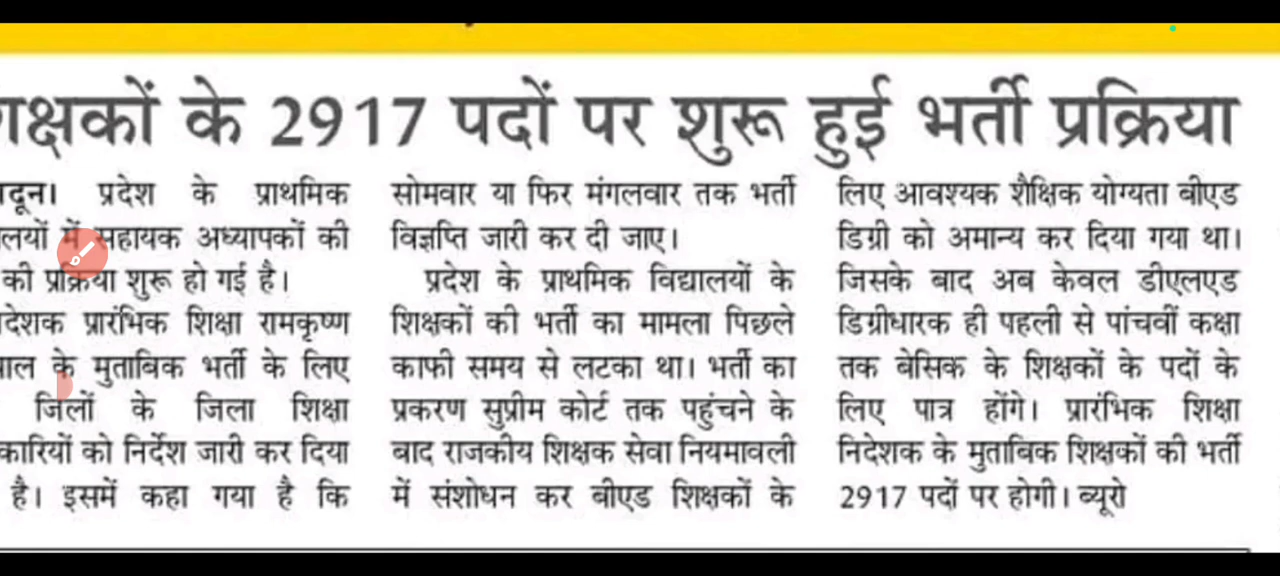 क्षकों के 2917 पदों पर शुरू हुई भर्ती प्रक्रिया
दून। प्रदेश के प्राथमिक
लयों में सहायक अध्यापकों की
की प्रक्रिया शुरू हो गई है।
देशक प्रारंभिक शिक्षा रामकृष्ण
के मुताबिक भर्ती के लिए
जिलों के जिला शिक्षा
कारियों को निर्देश जारी कर दिया
है। इसमें कहा गया है कि
सोमवार या फिर मंगलवार तक भर्ती
विज्ञप्ति जारी कर दी जाए।
प्रदेश के प्राथमिक विद्यालयों के
शिक्षकों की भर्ती का मामला पिछले
काफी समय से लटका था। भर्ती का
प्रकरण सुप्रीम कोर्ट तक पहुंचने के
बाद राजकीय शिक्षक सेवा नियमावली
में संशोधन कर बीएड शिक्षकों के
लिए आवश्यक शैक्षिक योग्यता बीएड
डिग्री को अमान्य कर दिया गया था।
जिसके बाद अब केवल डीएलएड
डिग्रीधारक ही पहली से पांचवीं कक्षा
तक बेसिक के शिक्षकों के पदों के
लिए पात्र होंगे। प्रारंभिक शिक्षा
निदेशक के मुताबिक शिक्षकों की भर्ती
2917 पदों पर होगी। ब्यूरो